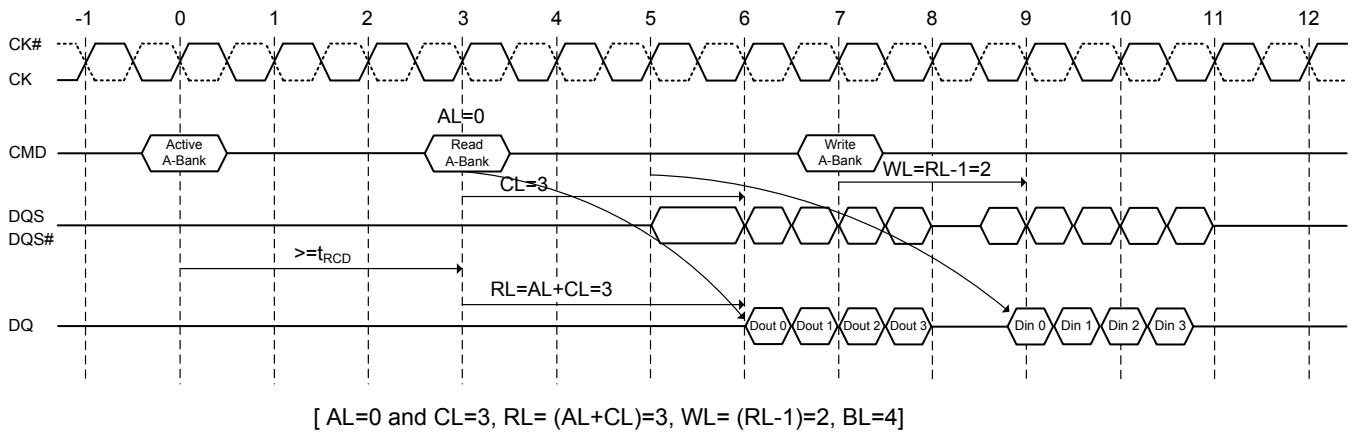 -1 0 1 2 3 4 5 6 7 8 9 10 11 12
CK#
CK
AL=0
CMD
Active
A-Bank
Read
A-Bank
Write
A-Bank
CL=3
WL=RL-1=2
DQS
DQS#
>=tRCD
RL=AL+CL=3
DQ
Dout 0 Dout 1 Dout 2 Dout 3 Din 0 Din 1 Din 2 Din 3
[ AL=0 and CL=3, RL= (AL+CL)=3, WL= (RL-1)=2, BL=4]